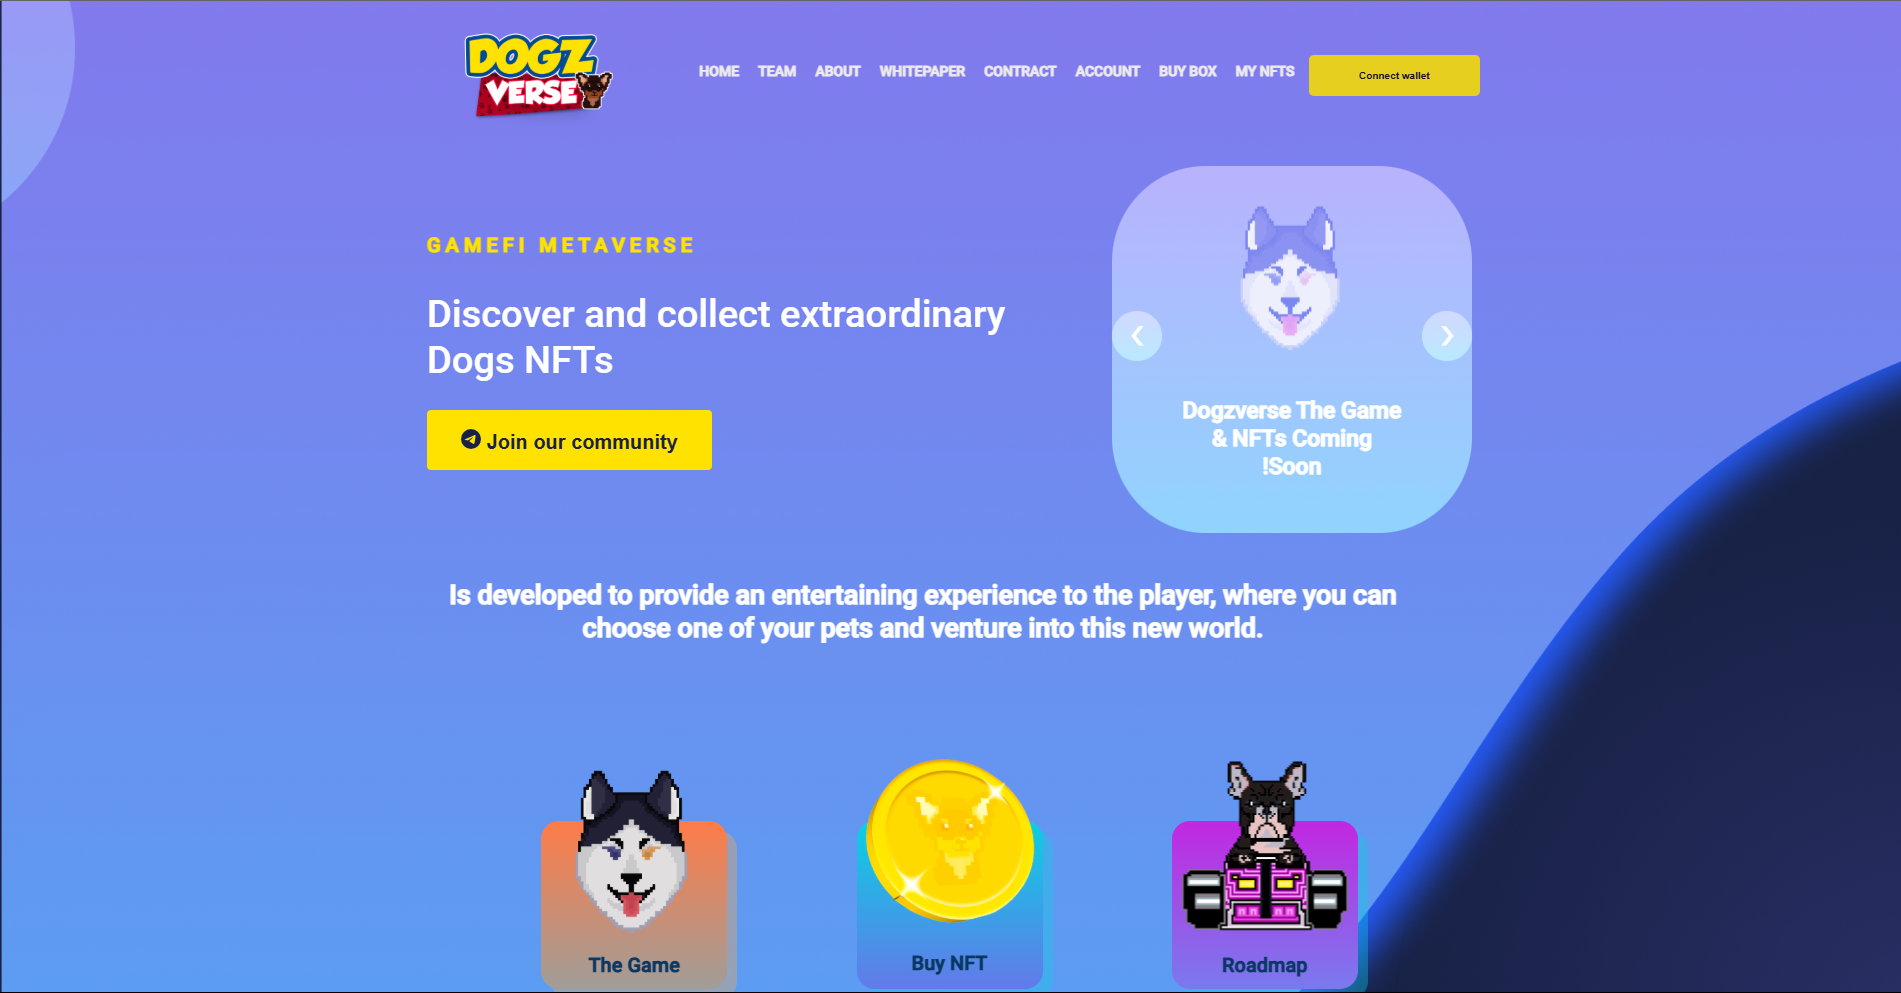 DOGZ
VERSE
HOME TEAM ABOUT WHITEPAPER CONTRACT ACCOUNT BUY BOX MY NFTS
Connect wallet
GAMEFI METAVERSE
Discover and collect extraordinary
Dogs NFTs
Join our community
Dogzverse The Game
& NFTs Coming
!Soon
Is developed to provide an entertaining experience to the player, where you can
choose one of your pets and venture into this new world.
The Game
Buy NFT
Roadmap